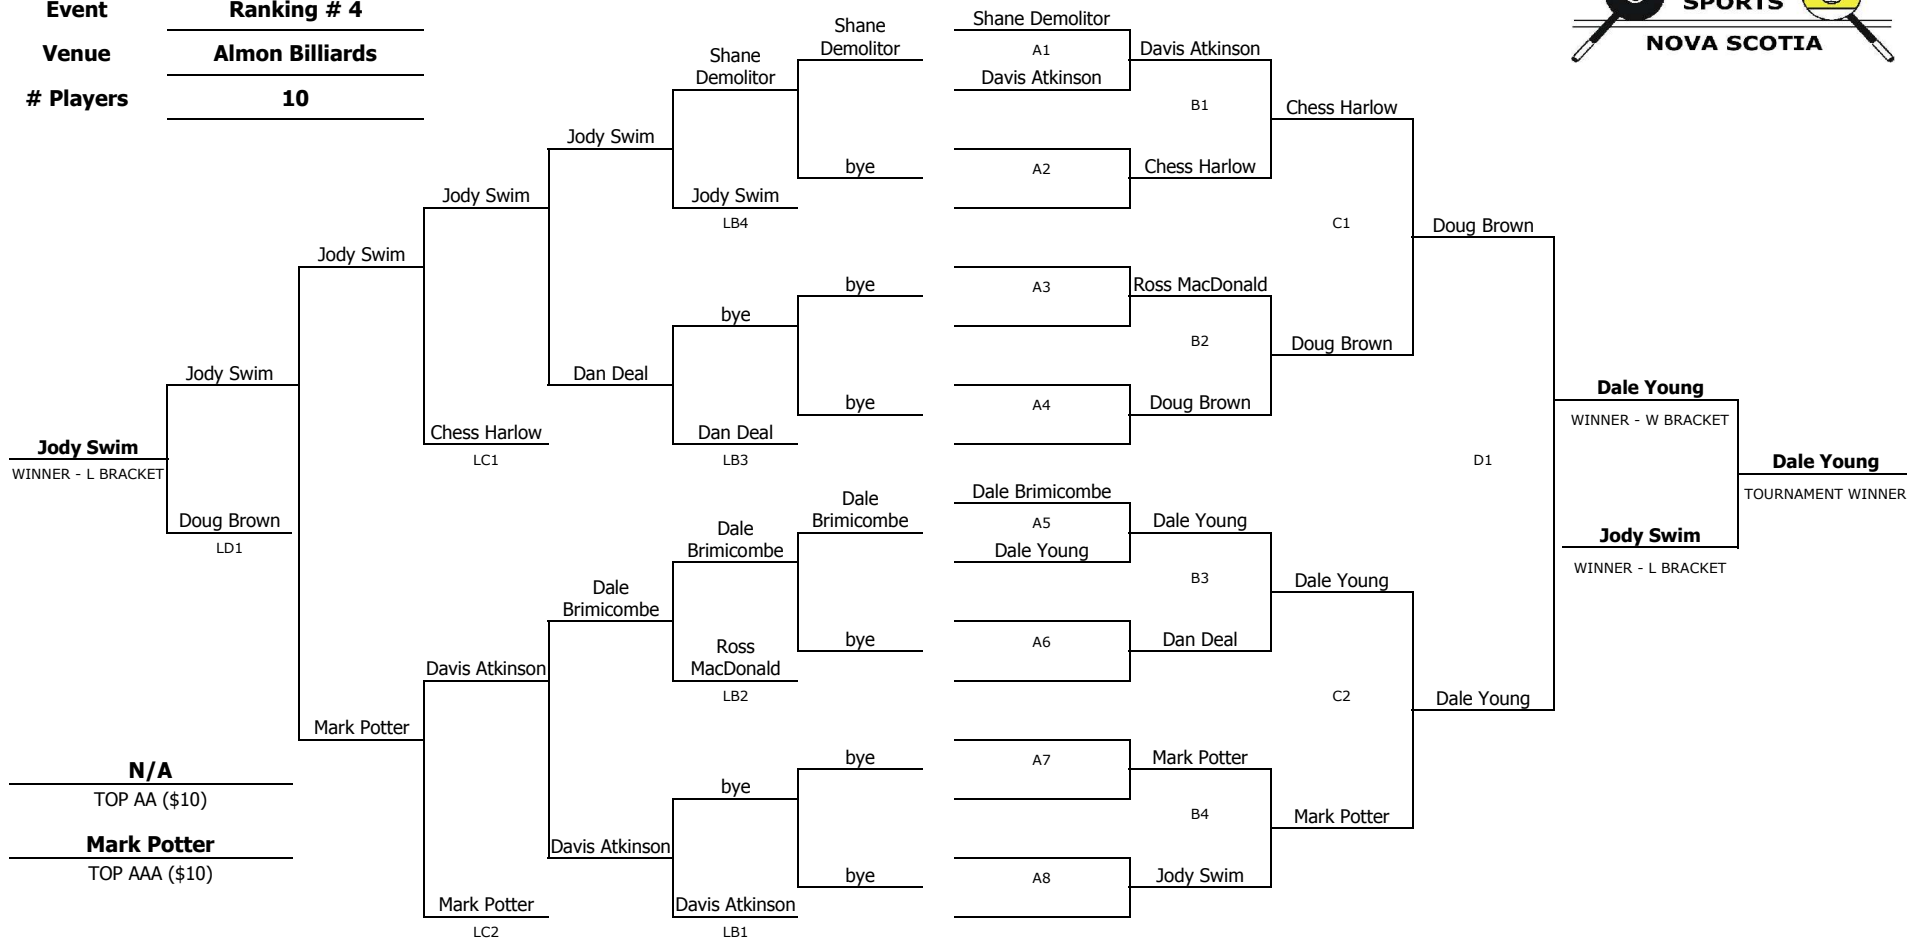 Event Ranking # 4
Venue Almon Billiards
# Players 10
SPORTS
NOVA SCOTIA
Jody Swim
WINNER - L BRACKET
Jody Swim
Doug Brown
LD1
Jody Swim
Mark Potter
Jody Swim
Chess Harlow
LC1
Davis Atkinson
Mark Potter
LC2
Jody Swim
Dan Deal
Dale
Brimicombe
Davis Atkinson
Shane
Demolitor
Jody Swim
LB4
bye
Dan Deal
LB3
Dale
Brimicombe
Ross
MacDonald
LB2
bye
Davis Atkinson
LB1
Shane
Demolitor
bye
bye
bye
Dale
Brimicombe
bye
bye
bye
Shane Demolitor
A1
Davis Atkinson
A2
A3
A4
Dale Brimicombe
A5
Dale Young
A6
A7
A8
Davis Atkinson
B1
Chess Harlow
Ross MacDonald
B2
Doug Brown
Dale Young
B3
Dan Deal
Mark Potter
B4
Jody Swim
Chess Harlow
C1
Doug Brown
Dale Young
C2
Mark Potter
Doug Brown
D1
Dale Young
Dale Young
WINNER - W BRACKET
Jody Swim
WINNER - L BRACKET
Dale Young
TOURNAMENT WINNER
N/A
TOP AA ($10)
Mark Potter
TOP AAA ($10)